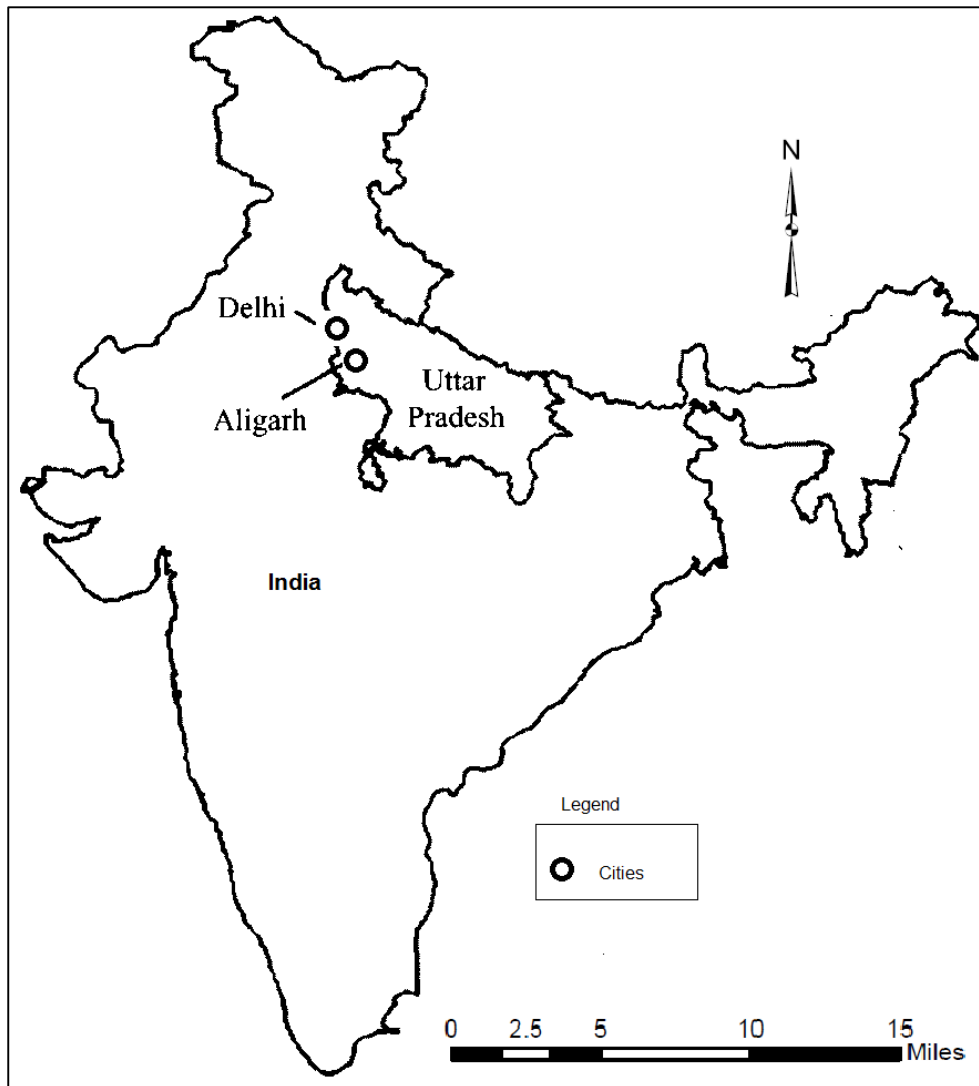 N
Delhi
Aligarh
Uttar
Pradesh
India
Legend
Cities
0 2.5 5 10 15
Miles